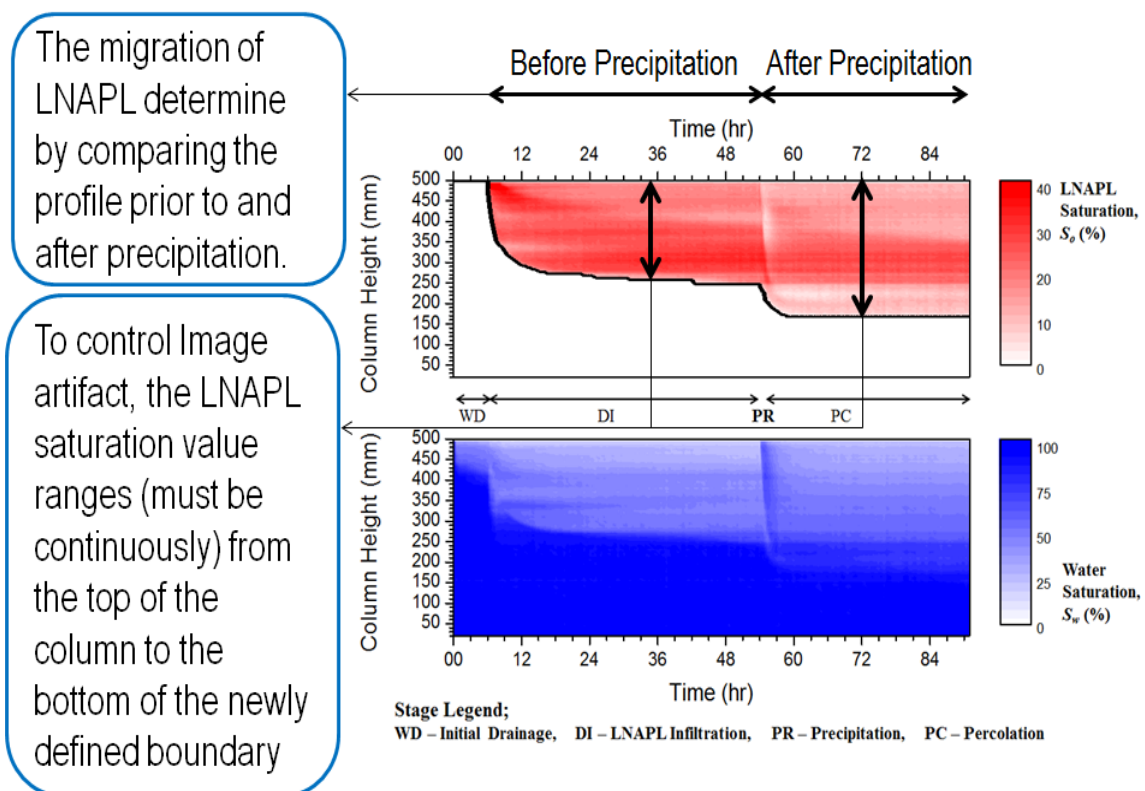 The migration of
LNAPL determine
by comparing the
profile prior to and
after precipitation.
To control Image
artifact, the LNAPL
saturation value
ranges (must be
continuously) from
the top of the
column to the
bottom of the newly
defined boundary
Before Precipitation
After Precipitation
Time (hr)
00 12 24 36 48 60 72 84
Column Height (mm)
500
450
400
350
300
250
200
150
100
50
40
30
20
10
0
LNAPL
Saturation,
So (%)
WD DI PR PC
Column Height (mm)
500
450
400
350
300
250
200
150
100
50
100
75
50
25
0
Water
Saturation,
Sw (%)
00 12 24 36 48 60 72 84
Time (hr)
Stage Legend;
WD – Initial Drainage, DI – LNAPL Infiltration, PR – Precipitation, PC – Percolation